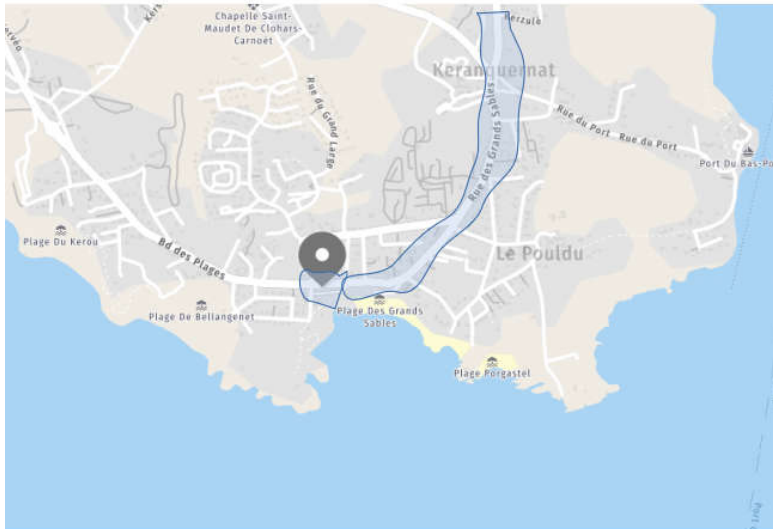 Chapelle Saint-
Maudet De Clohars-
Carnoët
Kerzulé
Keranquernat
Rue du Grand Large
Rue des Grands Sables
Rue du Port
Rue du Port
Port Du Bas-Po
Plage Du Kerou
Bd des Plages
Le Pouldu
Plage De Bellangenet
Plage Des Grands
Sables
Plage Porgastel